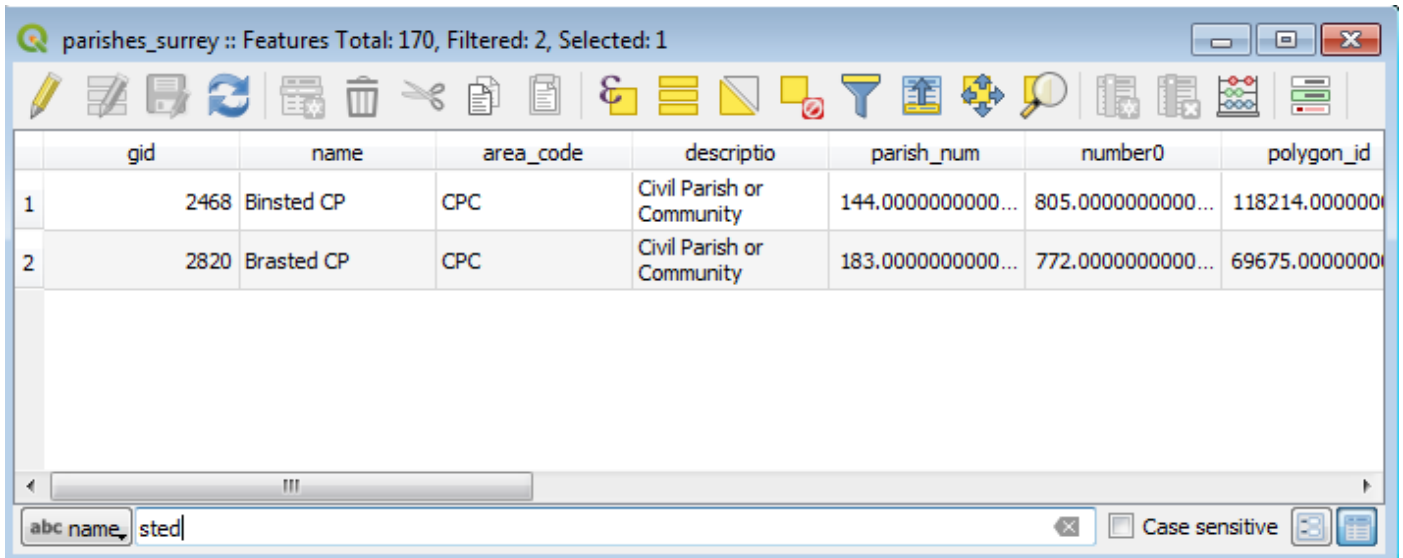 parishes_surrey :: Features Total: 170, Filtered: 2, Selected: 1
gid name area_code descriptio parish_num number0 polygon_id
1 2468 Binsted CP CPC Civil Parish or Community 144.0000000000... 805.0000000000... 118214.0000000
2 2820 Brasted CP CPC Civil Parish or Community 183.0000000000... 772.0000000000... 69675.00000000
abc name sted Case sensitive